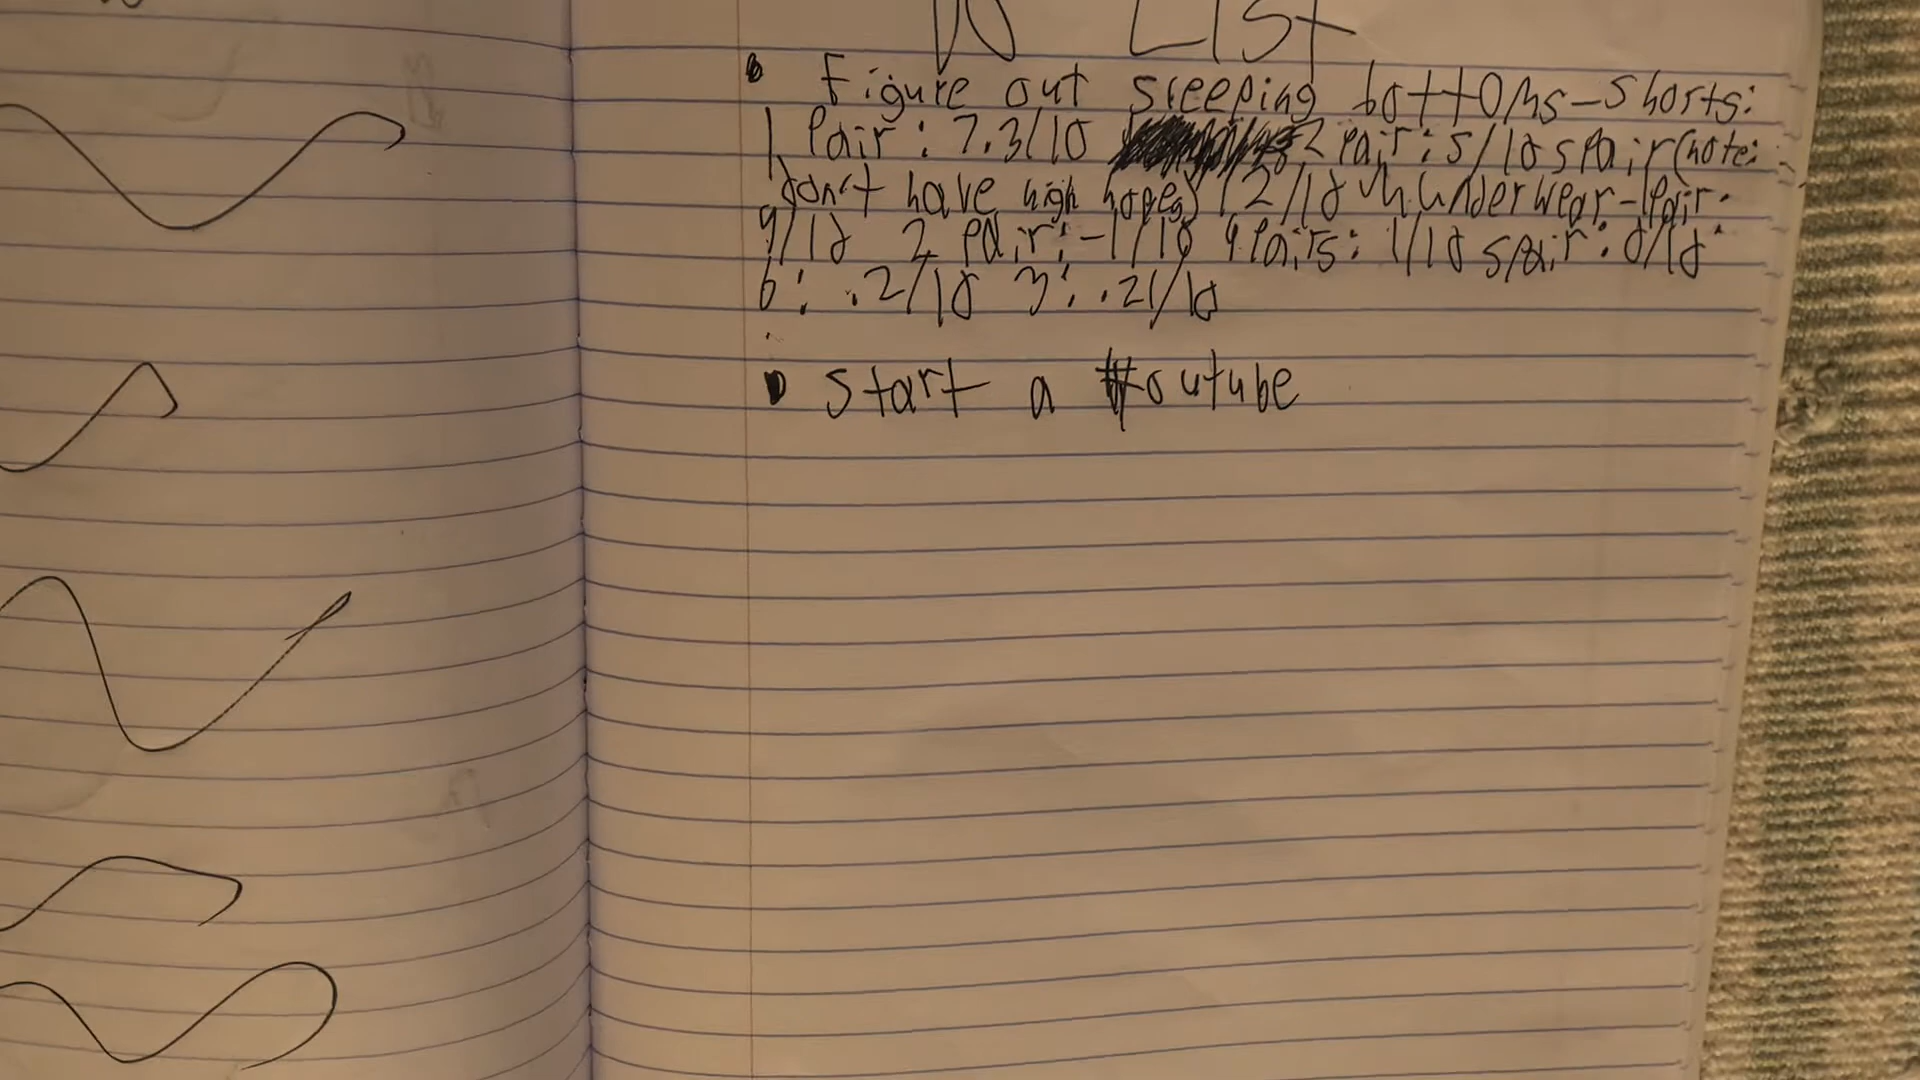 LIST
• Figure out sleeping bottoms-shorts:
1 Pair: 7.3/10 2 Pair: 5/10 5 Pair (note:
don't have high hopes) (2/10 underwear-1Pair:
9/10 2 Pair: -1/10 4 Pairs: 1/10 5 Pair: 0/10
6: .2/10 3: .21/10
• start a Youtube